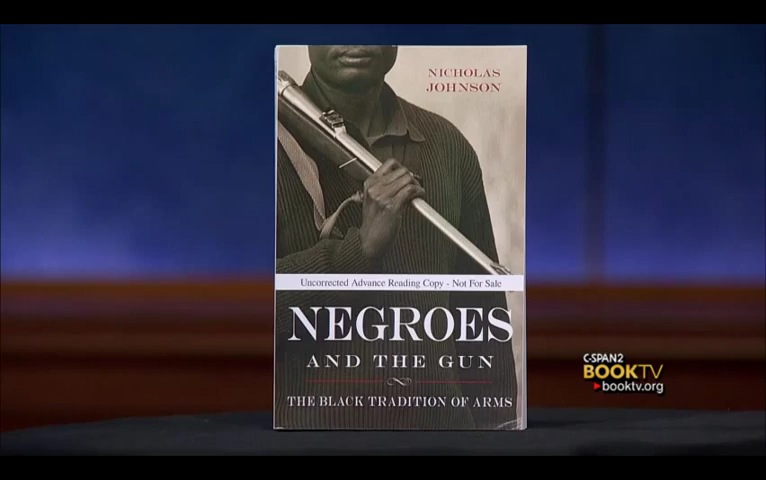 NICHOLAS
JOHNSON
Uncorrected Advance Reading Copy - Not For Sale
NEGROES
AND THE GUN
THE BLACK TRADITION OF ARMS
C-SPAN2
BOOKTV
booktv.org